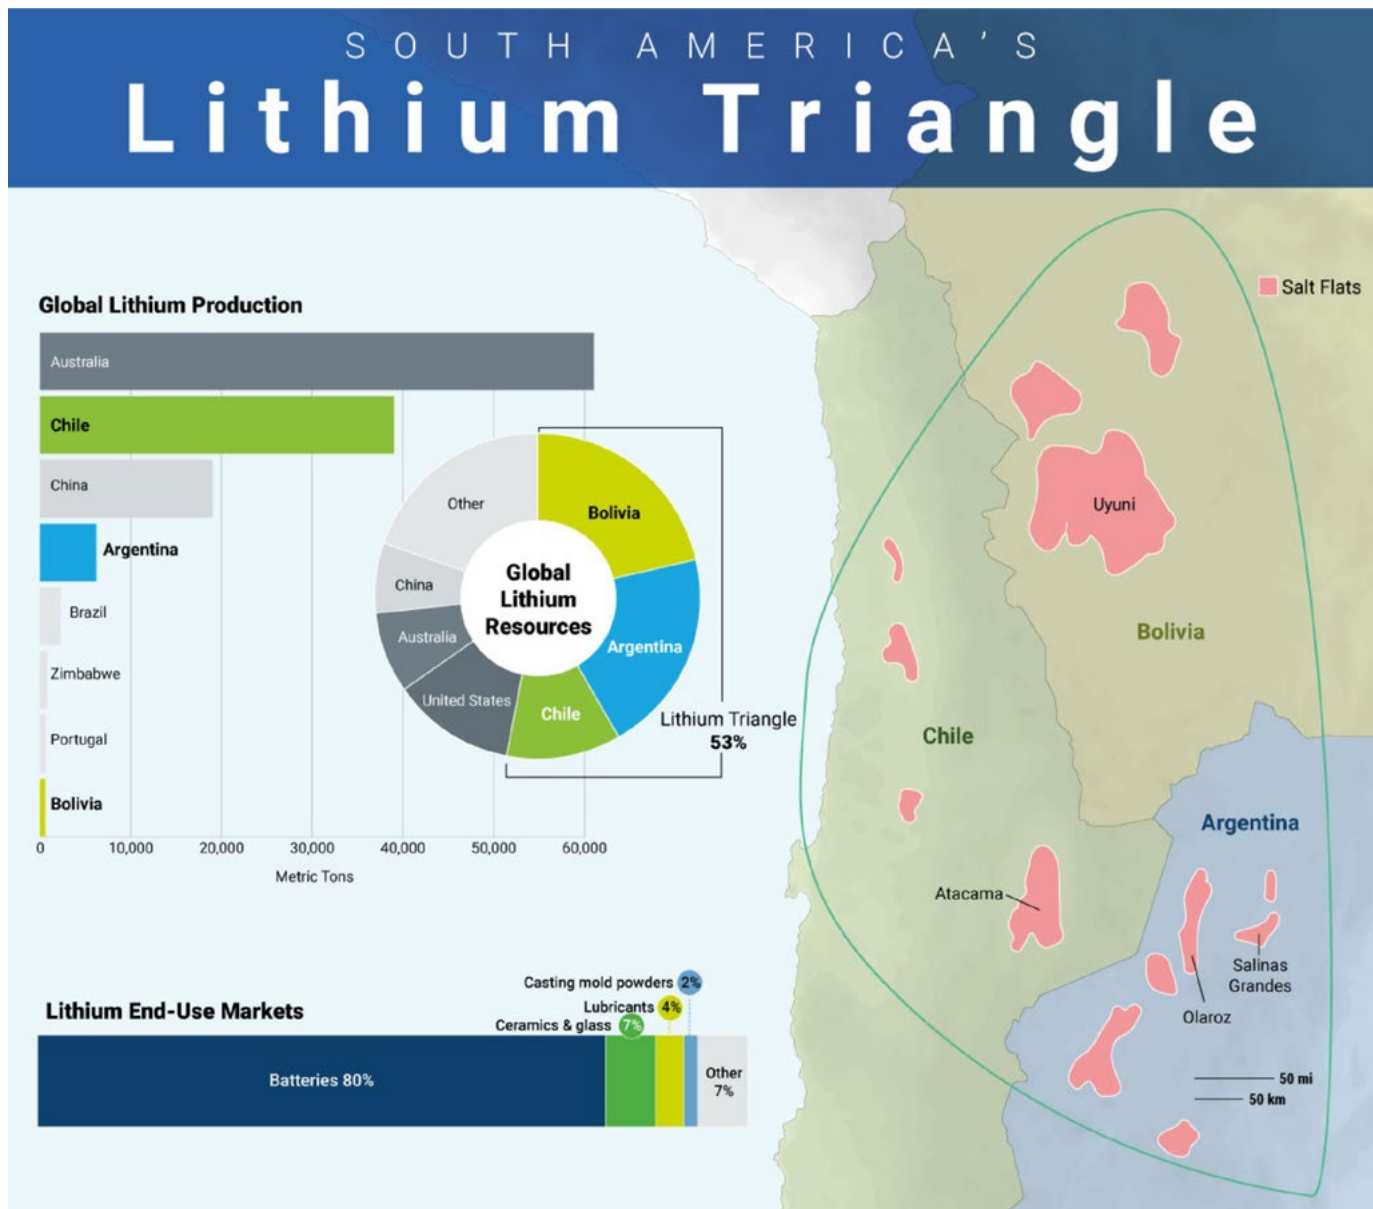 SOUTH AMERICA'S
Lithium Triangle
Salt Flats
Global Lithium Production
Australia
Chile
China
Argentina
Brazil
Zimbabwe
Portugal
Bolivia
0 10,000 20,000 30,000 40,000 50,000 60,000
Metric Tons
Global
Lithium
Resources
Bolivia
Argentina
Chile
United States
Australia
China
Other
Lithium Triangle
53%
Lithium End-Use Markets
Batteries 80%
Ceramics & glass 7%
Lubricants 4%
Casting mold powders 2%
Other
7%
Uyuni
Bolivia
Chile
Argentina
Atacama
Salinas
Grandes
Olaroz
50 mi
50 km